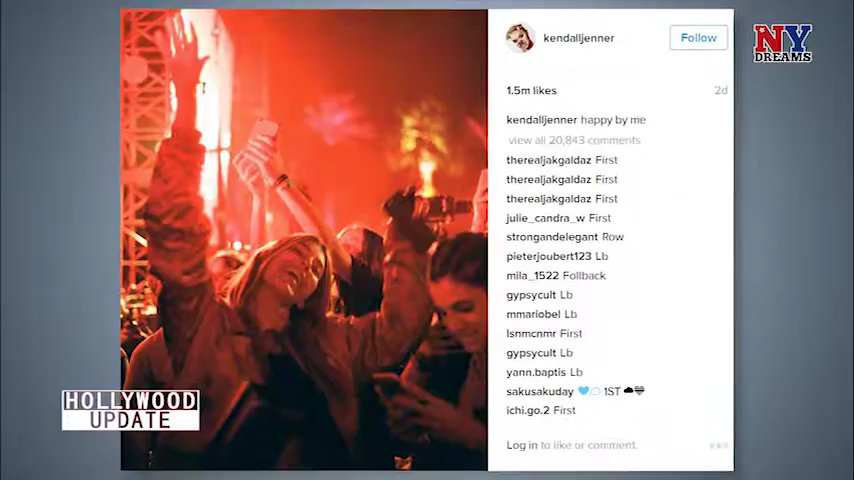 kendalljenner
Follow
NY
DREAMS
1.5m likes
2d
kendalljenner happy by me
view all 20,843 comments
therealjakgaldaz First
therealjakgaldaz First
therealjakgaldaz First
julie_candra_w First
strongandelegant Row
pieterjoubert123 Lb
mila_1522 Follback
gypsycult Lb
mmariobel Lb
lsnmcnmr First
gypsycult Lb
yann.baptis Lb
sakusakuday 🩵☁️ 1ST ☁🖤
ichi.go.2 First
Log in to like or comment.
HOLLYWOOD
UPDATE